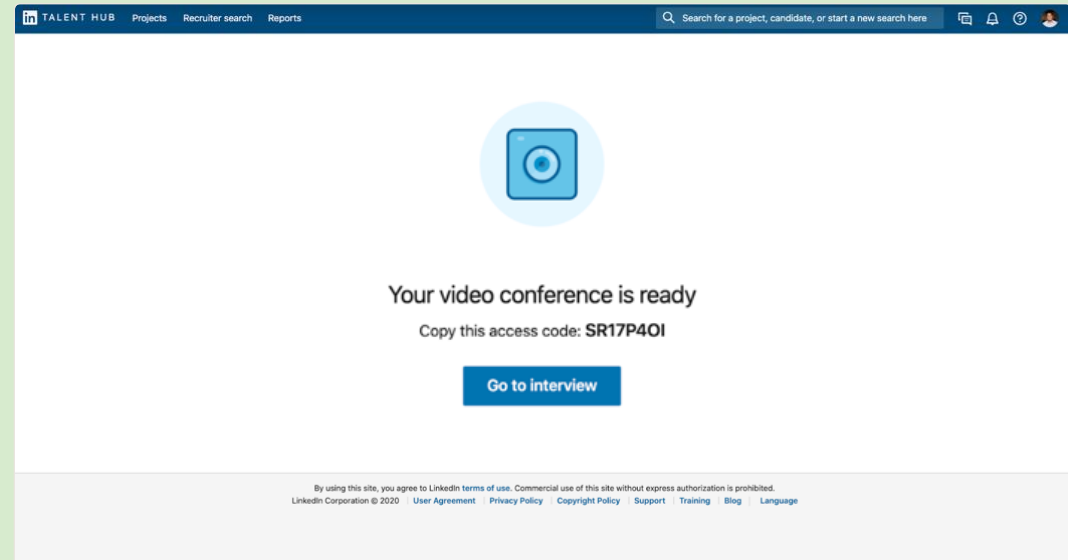 in TALENT HUB Projects Recruiter search Reports Search for a project, candidate, or start a new search here
Your video conference is ready
Copy this access code: SR17P4OI
Go to interview
By using this site, you agree to LinkedIn terms of use. Commercial use of this site without express authorization is prohibited.
LinkedIn Corporation © 2020 User Agreement Privacy Policy Copyright Policy Support Training Blog Language